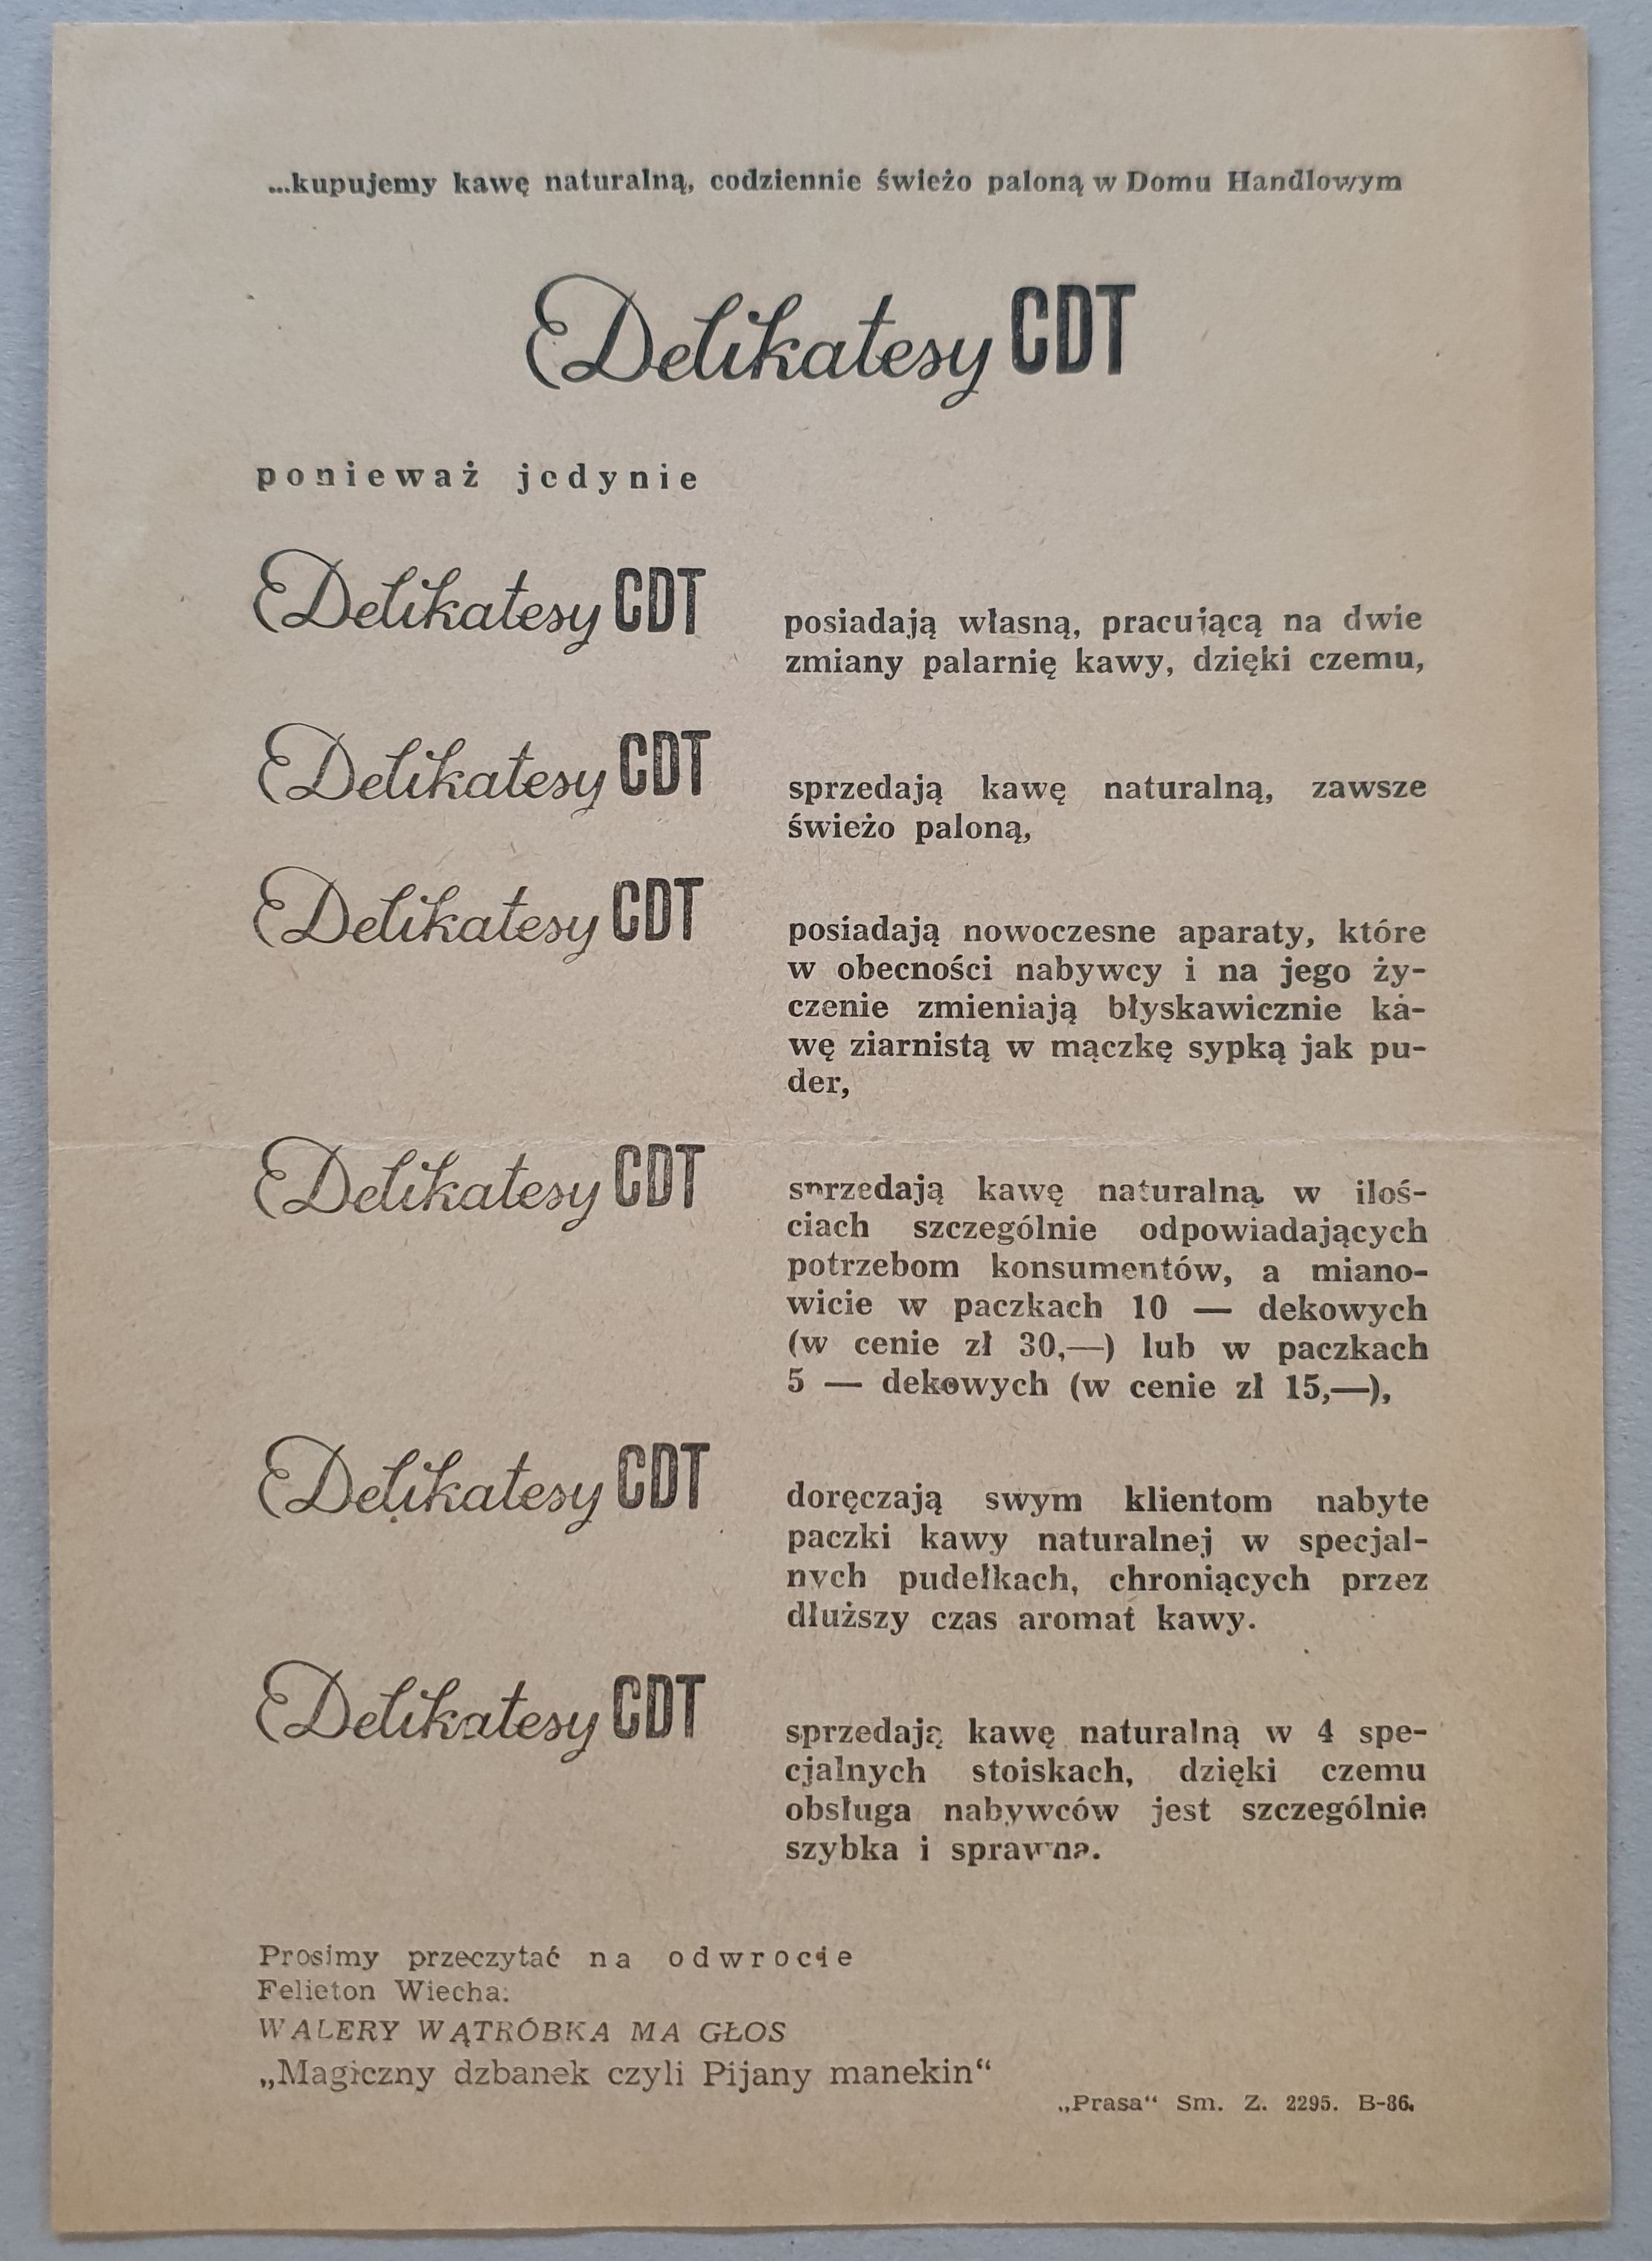 ...kupujemy kawę naturalną, codziennie świeżo paloną w Domu Handlowym
Delikatesy CDT
ponieważ jedynie
Delikatesy CDT
posiadają własną, pracującą na dwie
zmiany palarnię kawy, dzięki czemu,
Delikatesy CDT
sprzedają kawę naturalną, zawsze
świeżo paloną,
Delikatesy CDT
posiadają nowoczesne aparaty, które
w obecności nabywcy i na jego ży-
czenie zmieniają błyskawicznie ka-
wę ziarnistą w mączkę sypką jak pu-
der,
Delikatesy CDT
sprzedają kawę naturalną w iloś-
ciach szczególnie odpowiadających
potrzebom konsumentów, a miano-
wicie w paczkach 10 — dekowych
(w cenie zł 30,—) lub w paczkach
5 — dekowych (w cenie zł 15,—),
Delikatesy CDT
doręczają swym klientom nabyte
paczki kawy naturalnej w specjal-
nych pudełkach, chroniących przez
dłuższy czas aromat kawy.
Delikatesy CDT
sprzedają kawę naturalną w 4 spe-
cjalnych stoiskach, dzięki czemu
obsługa nabywców jest szczególnie
szybka i sprawna.
Prosimy przeczytać na odwrocie
Felieton Wiecha:
WALERY WĄTRÓBKA MA GŁOS
„Magiczny dzbanek czyli Pijany manekin“
„Prasa“ Sm. Z. 2295. B-86.